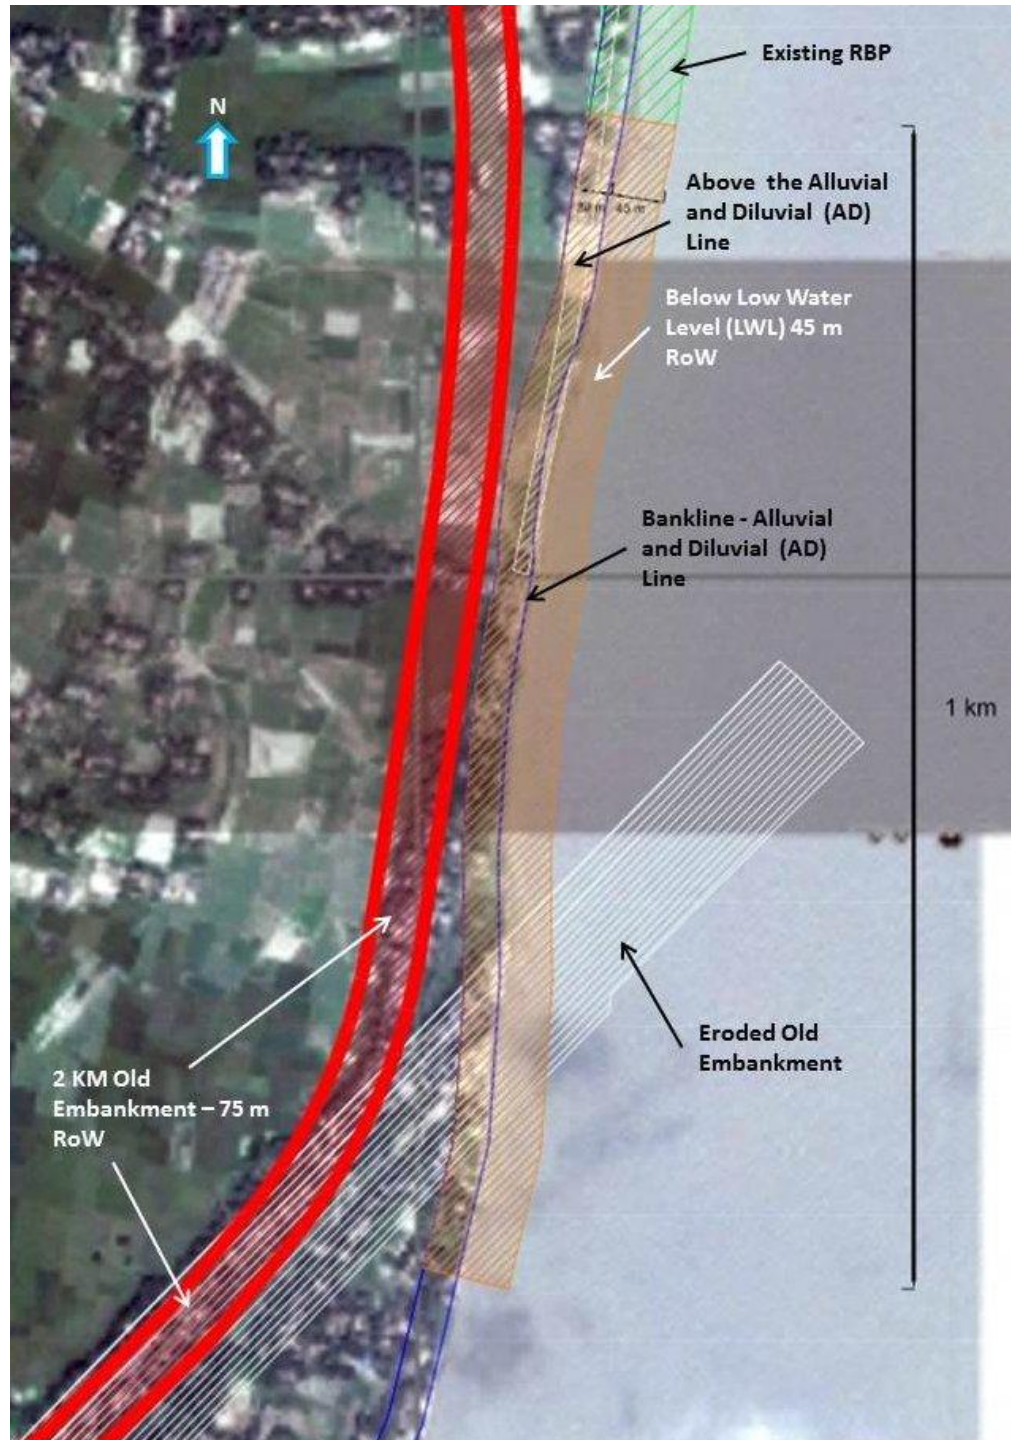 Existing RBP
N
Above the Alluvial
and Diluvial (AD)
Line
45 m
Below Low Water
Level (LWL) 45 m
RoW
Bankline - Alluvial
and Diluvial (AD)
Line
1 km
Eroded Old
Embankment
2 KM Old
Embankment – 75 m
RoW